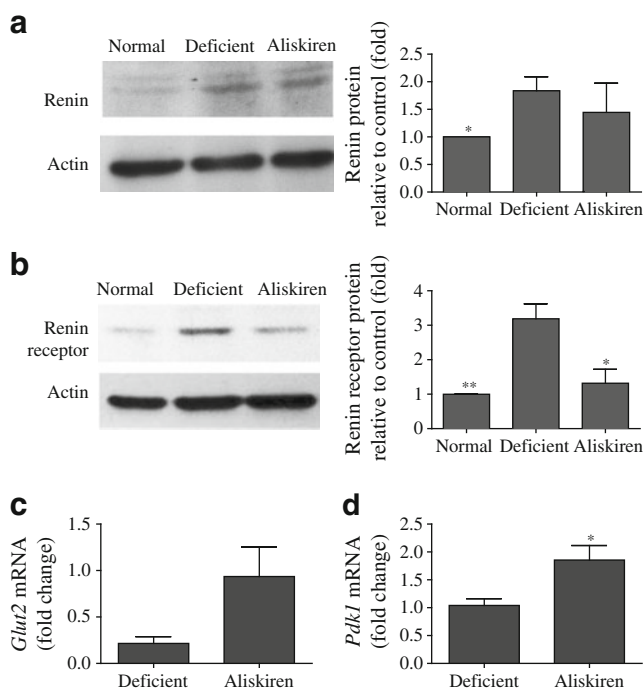 a
Normal Deficient Aliskiren
Renin
Actin
Renin protein
relative to control (fold)
2.5
2.0
1.5
1.0
0.5
0.0
*
Normal Deficient Aliskiren
b
Normal Deficient Aliskiren
Renin
receptor
Actin
Renin receptor protein
relative to control (fold)
4
3
2
1
0
**
*
Normal Deficient Aliskiren
c
Glut2 mRNA
(fold change)
1.5
1.0
0.5
0.0
Deficient Aliskiren
d
Pdk1 mRNA
(fold change)
2.5
2.0
1.5
1.0
0.5
0.0
*
Deficient Aliskiren